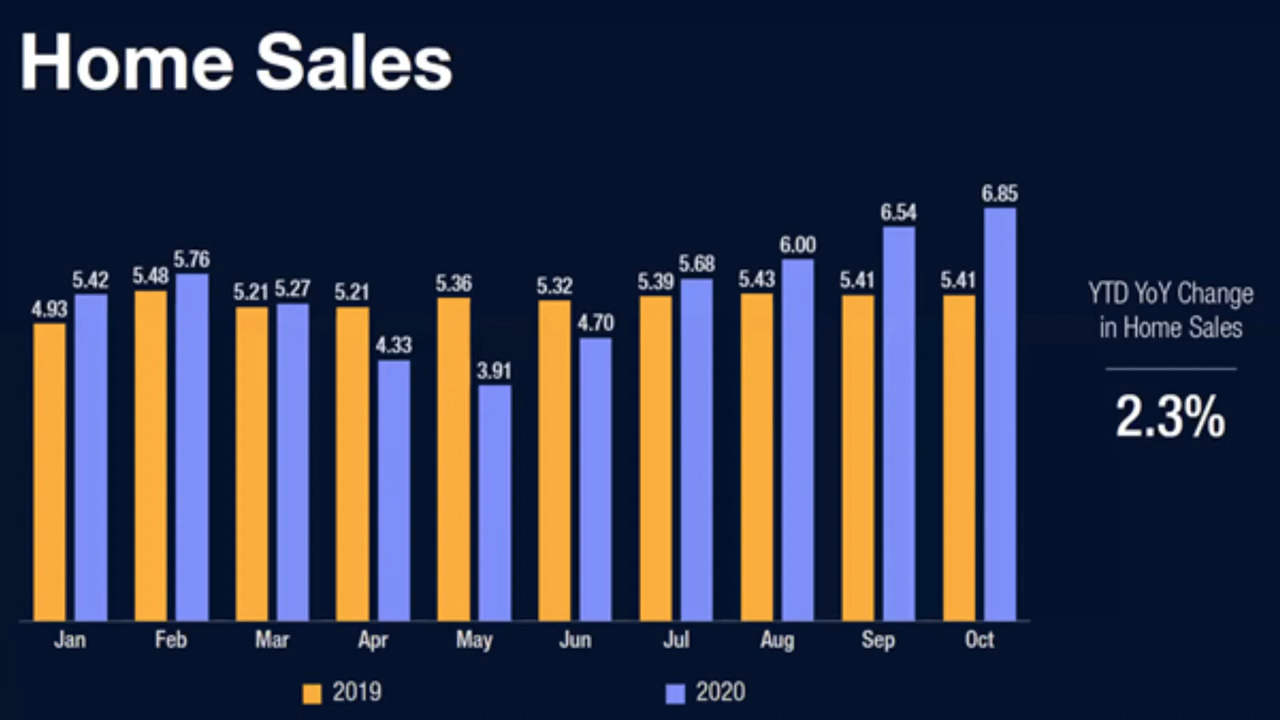 Home Sales
4.93 5.42 5.48 5.76 5.21 5.27 5.21 4.33 5.36 3.91 5.32 4.70 5.39 5.68 5.43 6.00 5.41 6.54 5.41 6.85
YTD YoY Change
in Home Sales
2.3%
Jan Feb Mar Apr May Jun Jul Aug Sep Oct
2019 2020